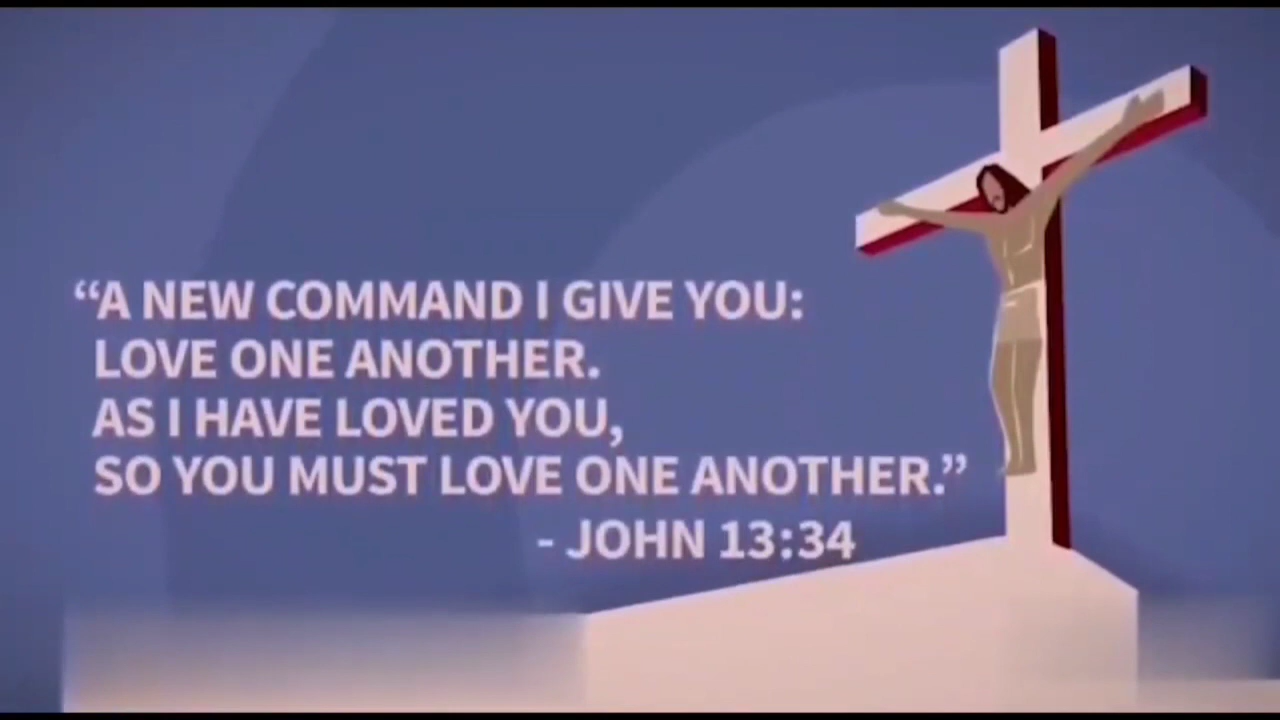 “A NEW COMMAND I GIVE YOU:
LOVE ONE ANOTHER.
AS I HAVE LOVED YOU,
SO YOU MUST LOVE ONE ANOTHER.”
- JOHN 13:34